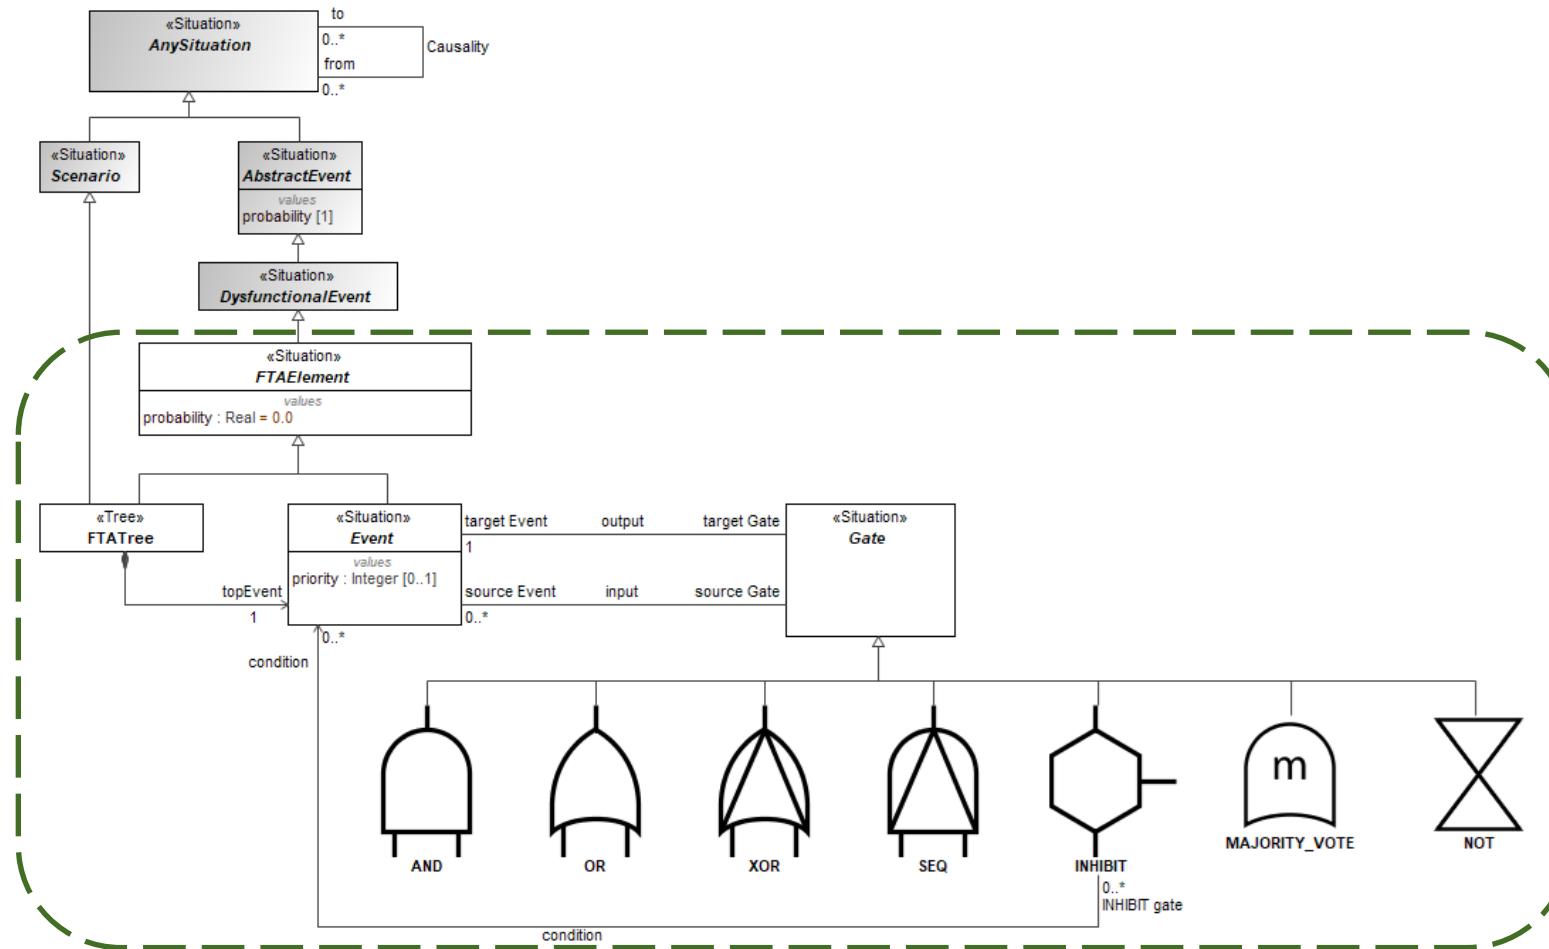 «Situation»
AnySituation
to
0..*
from
0..*
Causality
«Situation»
Scenario
«Situation»
AbstractEvent
values
probability [1]
«Situation»
DysfunctionalEvent
«Situation»
FTAElement
values
probability : Real = 0.0
«Tree»
FTATree
«Situation»
Event
values
priority : Integer [0..1]
target Event
output
target Gate
1
source Event
input
source Gate
0..*
«Situation»
Gate
topEvent
1
0..*
condition
m
AND
OR
XOR
SEQ
INHIBIT
MAJORITY_VOTE
NOT
0..*
INHIBIT gate
condition